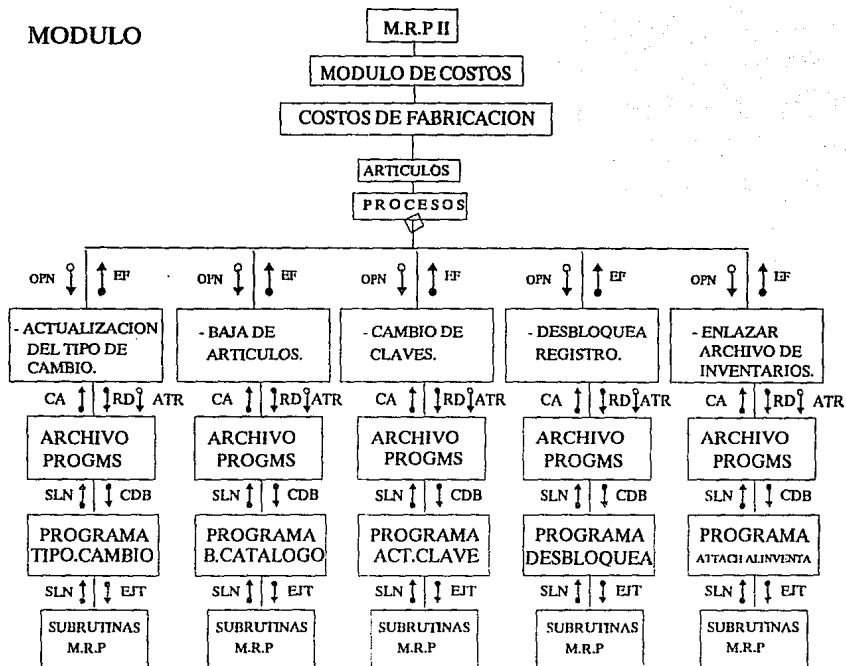 MODULO
M.R.P II
MODULO DE COSTOS
COSTOS DE FABRICACION
ARTICULOS
PROCESOS
OPN EF OPN EF OPN EF OPN EF OPN EF
- ACTUALIZACION
DEL TIPO DE
CAMBIO.
- BAJA DE
ARTICULOS.
- CAMBIO DE
CLAVES.
- DESBLOQUEA
REGISTRO.
- ENLAZAR
ARCHIVO DE
INVENTARIOS.
CA RD ATR CA RD ATR CA RD ATR CA RD ATR CA RD ATR
ARCHIVO
PROGMS
ARCHIVO
PROGMS
ARCHIVO
PROGMS
ARCHIVO
PROGMS
ARCHIVO
PROGMS
SLN CDB SLN CDB SLN CDB SLN CDB SLN CDB
PROGRAMA
TIPO.CAMBIO
PROGRAMA
B.CATALOGO
PROGRAMA
ACT.CLAVE
PROGRAMA
DESBLOQUEA
PROGRAMA
ATTACH ALINVENTA
SLN EJT SLN EJT SLN EJT SLN EJT SLN EJT
SUBRUTINAS
M.R.P
SUBRUTINAS
M.R.P
SUBRUTINAS
M.R.P
SUBRUTINAS
M.R.P
SUBRUTINAS
M.R.P